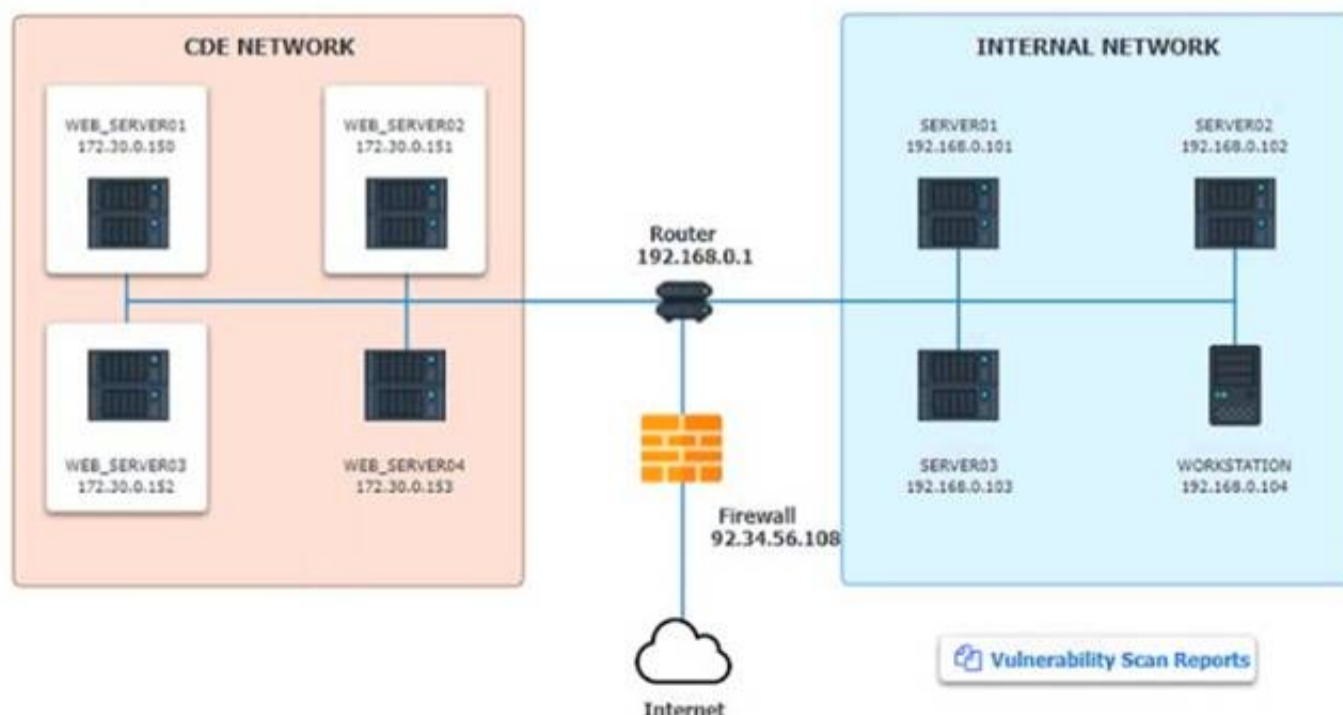 CDE NETWORK
WEB_SERVER01
172.30.0.150
WEB_SERVER02
172.30.0.151
WEB_SERVER03
172.30.0.152
WEB_SERVER04
172.30.0.153
Router
192.168.0.1
Firewall
92.34.56.108
Internet
INTERNAL NETWORK
SERVER01
192.168.0.101
SERVER02
192.168.0.102
SERVER03
192.168.0.103
WORKSTATION
192.168.0.104
Vulnerability Scan Reports